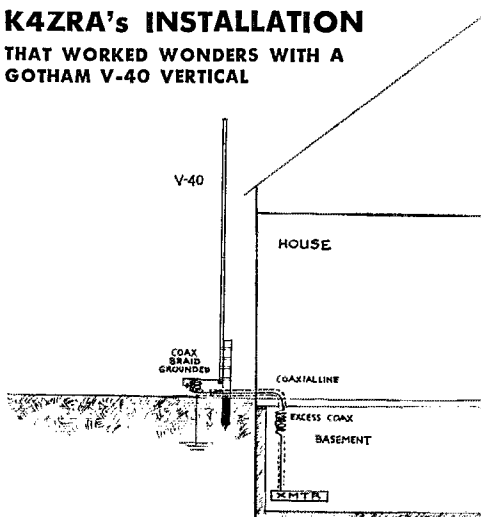 K4ZRA's INSTALLATION
THAT WORKED WONDERS WITH A
GOTHAM V-40 VERTICAL
V-40
HOUSE
COAX
BRAID
GROUNDED
COAXIAL LINE
EXCESS COAX
BASEMENT
XMTR